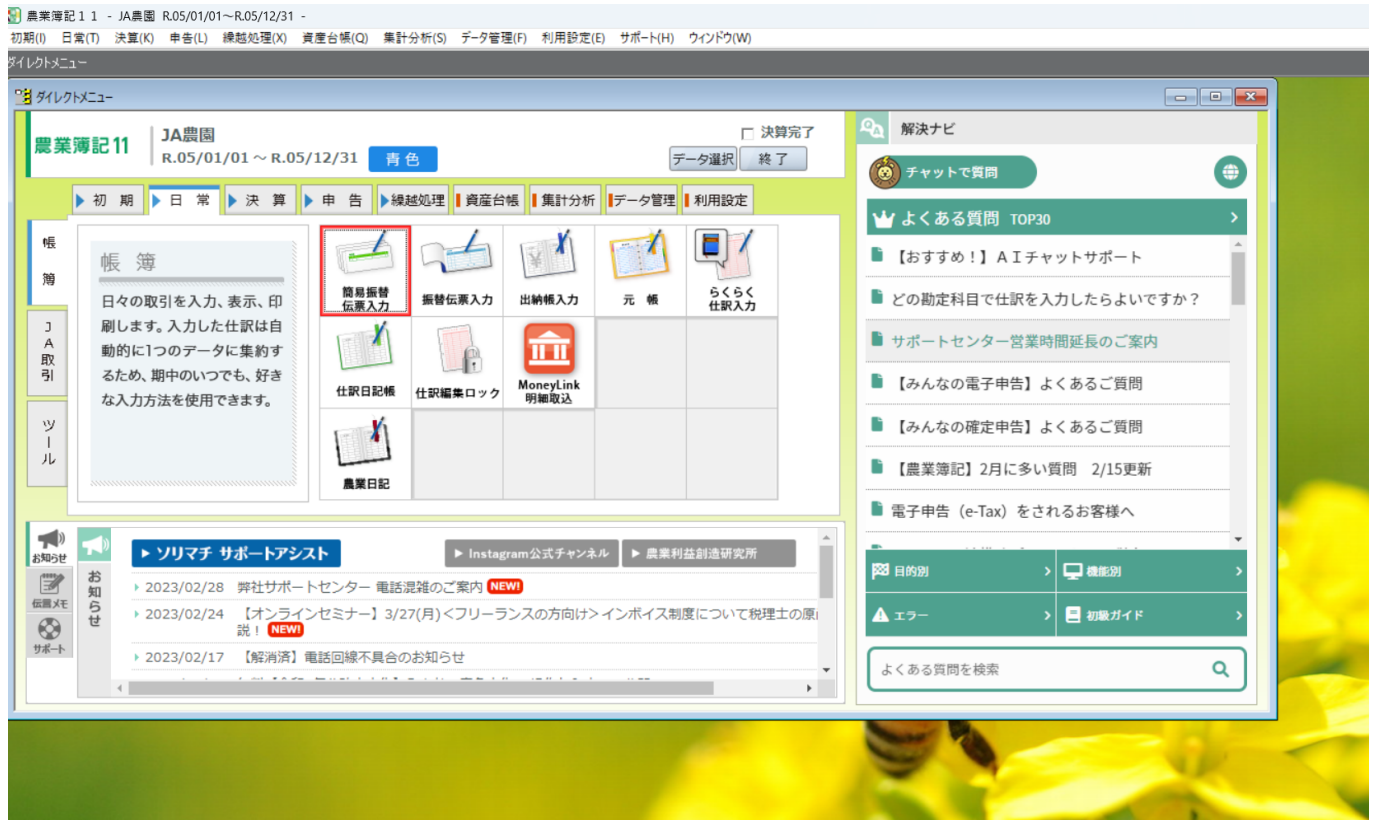 農業簿記11 - JA農園 R.05/01/01～R.05/12/31 -
初期(I) 日常(T) 決算(K) 申告(L) 繰越処理(X) 資産台帳(Q) 集計分析(S) データ管理(F) 利用設定(E) サポート(H) ウィンドウ(W)
ダイレクトメニュー
ダイレクトメニュー
農業簿記11
JA農園
R.05/01/01 ～ R.05/12/31 青色
決算完了
データ選択 終了
初期 日常 決算 申告 繰越処理 資産台帳 集計分析 データ管理 利用設定
帳簿
JA取引
ツール
帳簿
日々の取引を入力、表示、印
刷します。入力した仕訳は自
動的に1つのデータに集約す
るため、期中のいつでも、好き
な入力方法を使用できます。
簡易振替
伝票入力
振替伝票入力
出納帳入力
元帳
らくらく
仕訳入力
仕訳日記帳
仕訳編集ロック
MoneyLink
明細取込
農業日記
お知らせ
伝言メモ
サポート
お知らせ
ソリマチ サポートアシスト
Instagram公式チャンネル
農業利益創造研究所
2023/02/28 弊社サポートセンター 電話混雑のご案内 NEW!
2023/02/24 【オンラインセミナー】3/27(月)＜フリーランスの方向け＞インボイス制度について税理士の原
説！ NEW!
2023/02/17 【解消済】電話回線不具合のお知らせ
解決ナビ
チャットで質問
よくある質問 TOP30
【おすすめ！】AIチャットサポート
どの勘定科目で仕訳を入力したらよいですか？
サポートセンター営業時間延長のご案内
【みんなの電子申告】よくあるご質問
【みんなの確定申告】よくあるご質問
【農業簿記】2月に多い質問 2/15更新
電子申告（e-Tax）をされるお客様へ
目的別
機能別
エラー
初級ガイド
よくある質問を検索